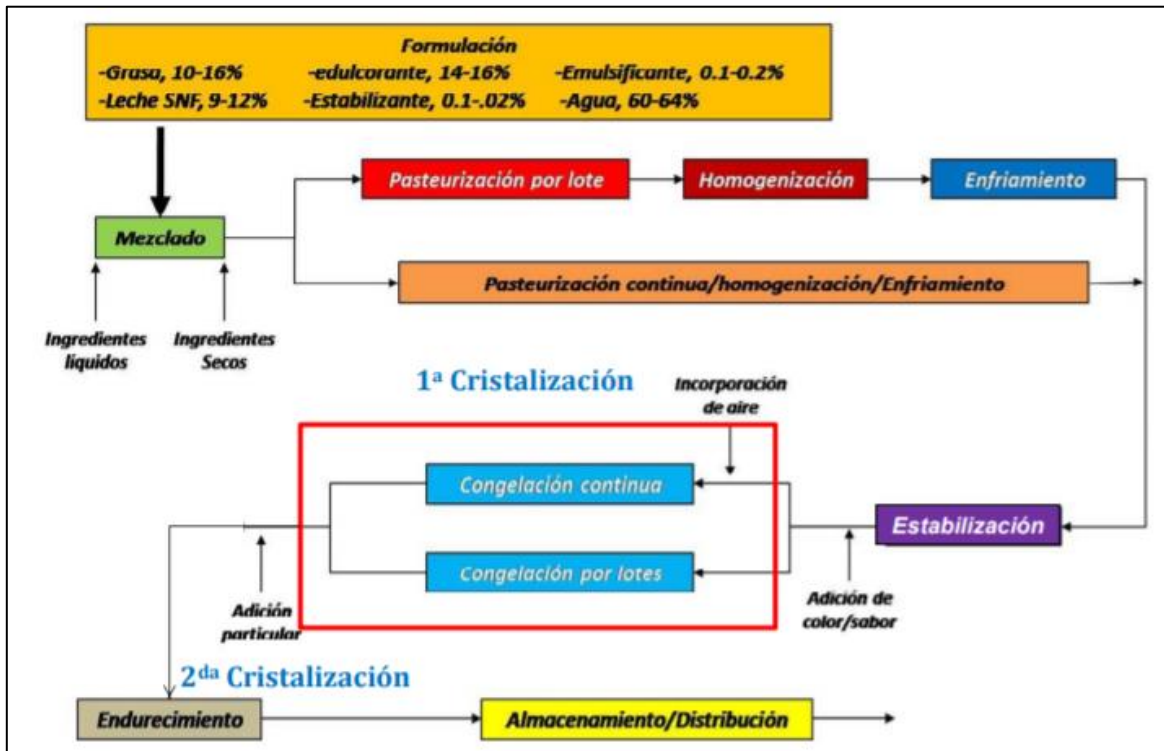 Formulación
-Grasa, 10-16% -edulcorante, 14-16% -Emulsificante, 0.1-0.2%
-Leche SNF, 9-12% -Estabilizante, 0.1-.02% -Agua, 60-64%
Pasteurización por lote
Homogenización
Enfriamiento
Mezclado
Pasteurización continua/homogenización/Enfriamiento
Ingredientes
líquidos
Ingredientes
Secos
1ª Cristalización
Incorporación
de aire
Congelación continua
Estabilización
Congelación por lotes
Adición
particular
Adición de
color/sabor
2da Cristalización
Endurecimiento
Almacenamiento/Distribución